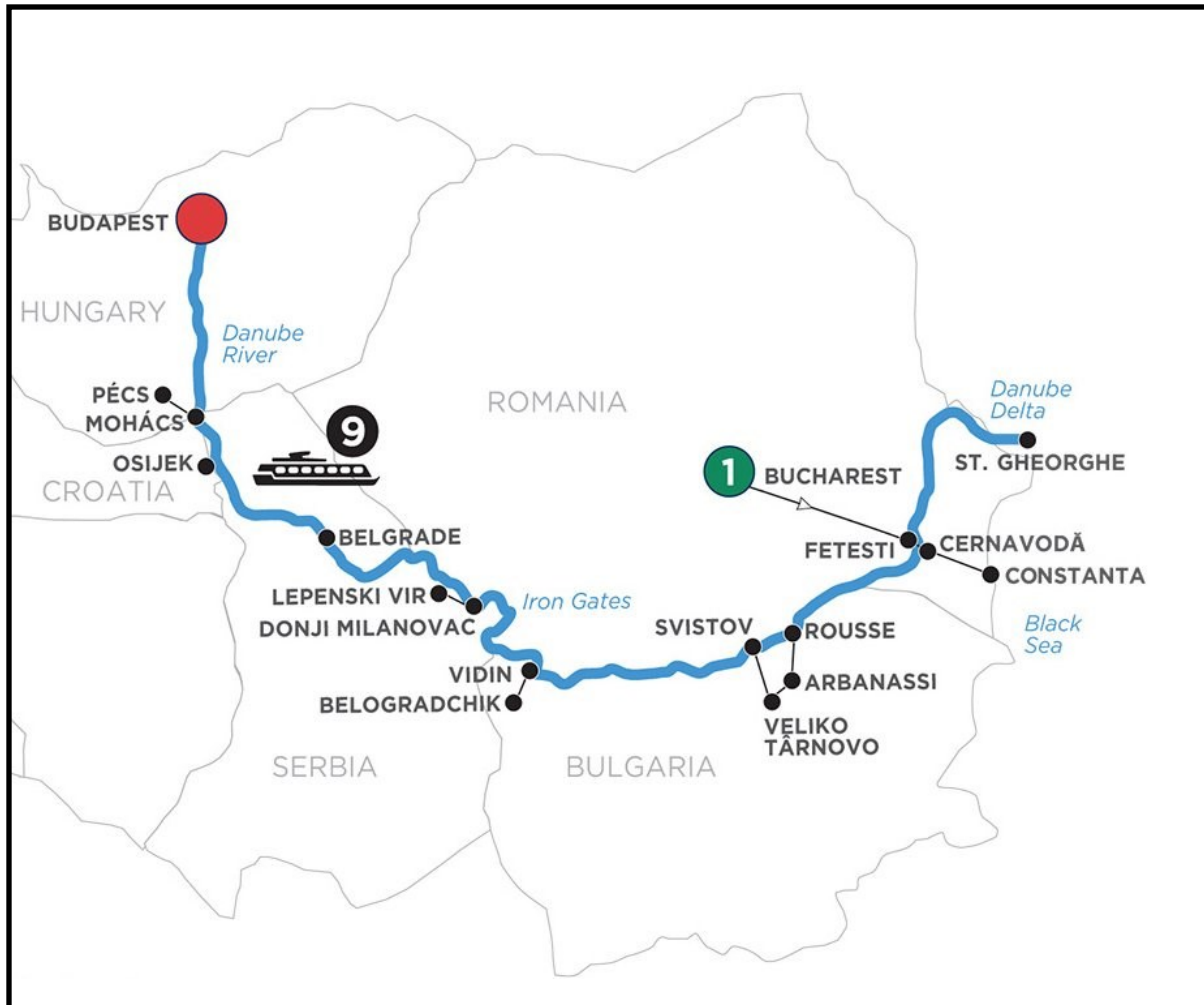 BUDAPEST
HUNGARY
Danube
River
PÉCS
MOHÁCS
OSIJEK
CROATIA
9
ROMANIA
1
BUCHAREST
Danube
Delta
ST. GHEORGHE
FETESTI
CERNAVODĂ
CONSTANTA
BELGRADE
LEPENSKI VIR
DONJI MILANOVAC
Iron Gates
SVISTOV
ROUSSE
Black
Sea
VIDIN
BELOGRADCHIK
ARBANASSI
VELIKO
TÂRNOVO
SERBIA
BULGARIA